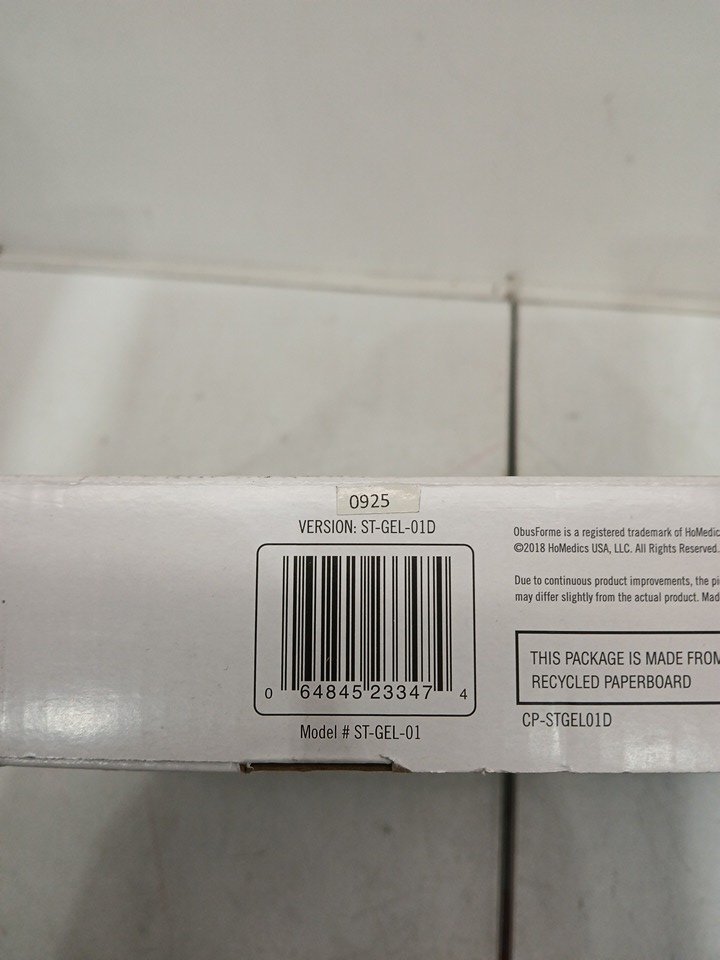 0925
VERSION: ST-GEL-01D
0 64845 23347 4
Model # ST-GEL-01
ObusForme is a registered trademark of HoMedic
©2018 HoMedics USA, LLC. All Rights Reserved.
Due to continuous product improvements, the pi
may differ slightly from the actual product. Mad
THIS PACKAGE IS MADE FROM
RECYCLED PAPERBOARD
CP-STGEL01D